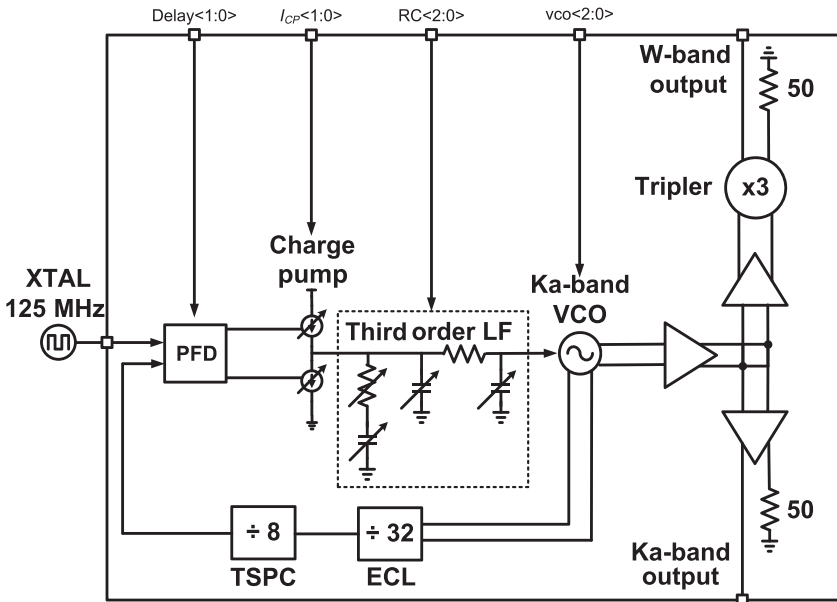 Delay<1:0>
I_CP<1:0>
RC<2:0>
vco<2:0>
W-band
output
50
Tripler
x3
Charge
pump
XTAL
125 MHz
Ka-band
VCO
Third order LF
PFD
÷ 8
÷ 32
TSPC
ECL
50
Ka-band
output